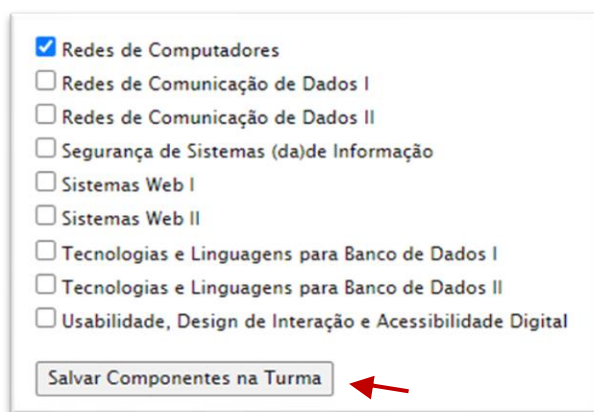 Redes de Computadores
Redes de Comunicação de Dados I
Redes de Comunicação de Dados II
Segurança de Sistemas (da)de Informação
Sistemas Web I
Sistemas Web II
Tecnologias e Linguagens para Banco de Dados I
Tecnologias e Linguagens para Banco de Dados II
Usabilidade, Design de Interação e Acessibilidade Digital
Salvar Componentes na Turma